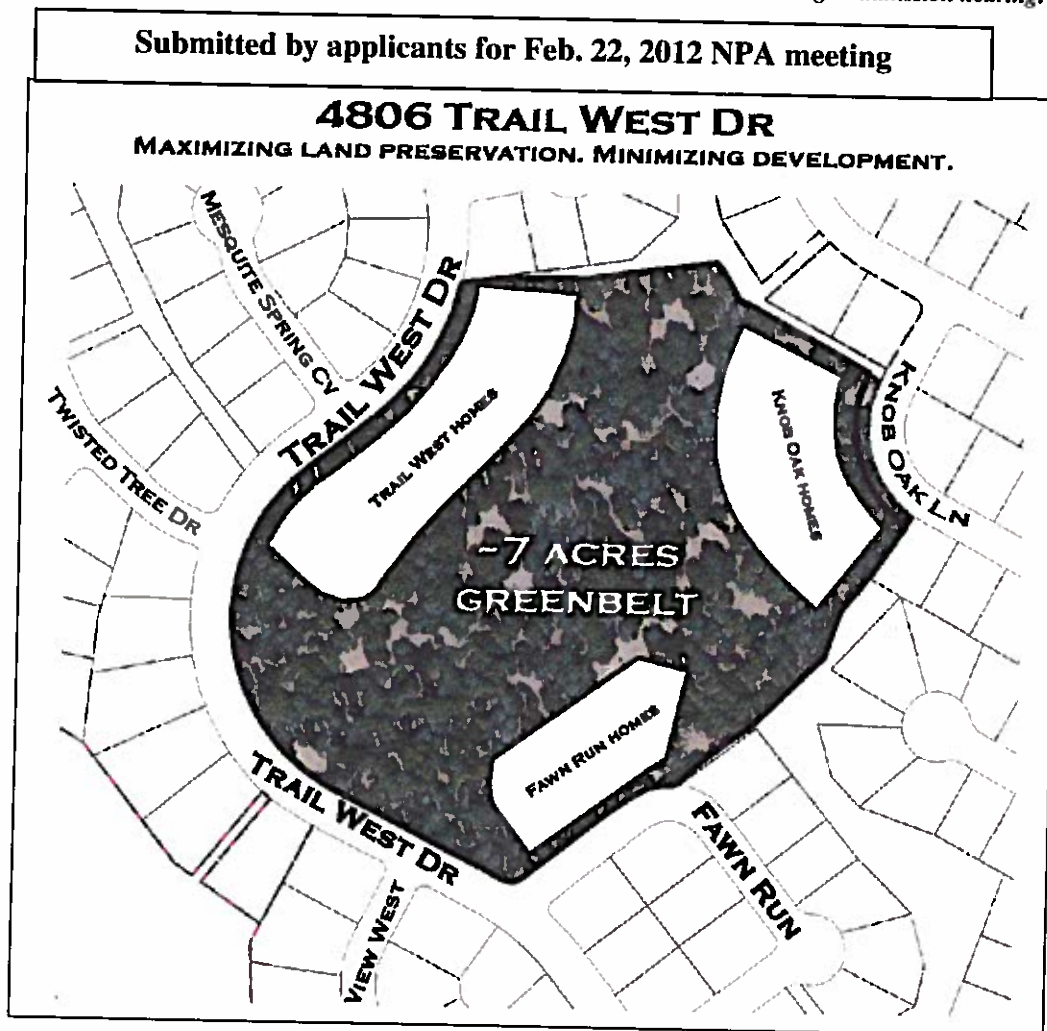 Submitted by applicants for Feb. 22, 2012 NPA meeting
4806 TRAIL WEST DR
MAXIMIZING LAND PRESERVATION. MINIMIZING DEVELOPMENT.
MESQUITE SPRING CV
TRAIL WEST DR
TWISTED TREE DR
TRAIL WEST HOMES
KNOB OAK HOMES
KNOB OAK LN
~7 ACRES
GREENBELT
FAWN RUN HOMES
TRAIL WEST DR
FAWN RUN
VIEW WEST